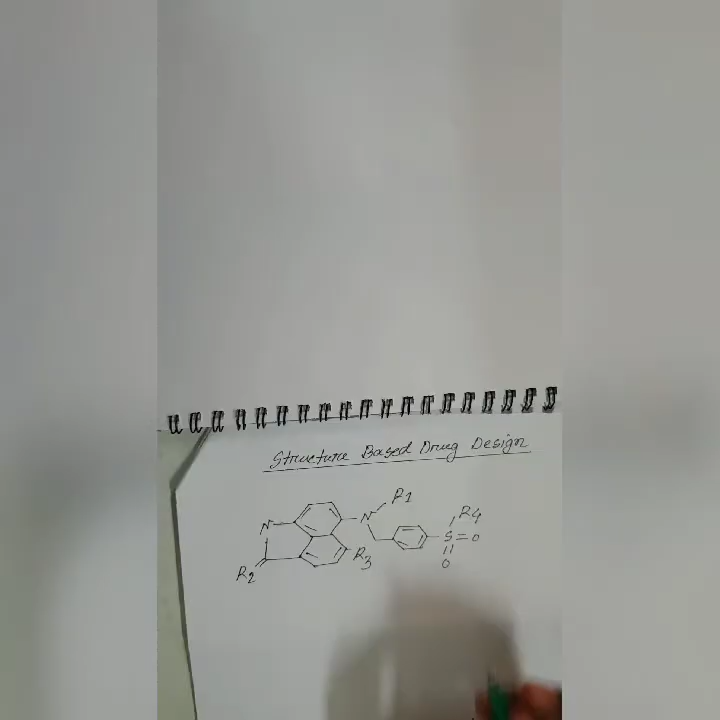 Structure Based Drug Design
R1
N N R4
S=O
R2 R3 O